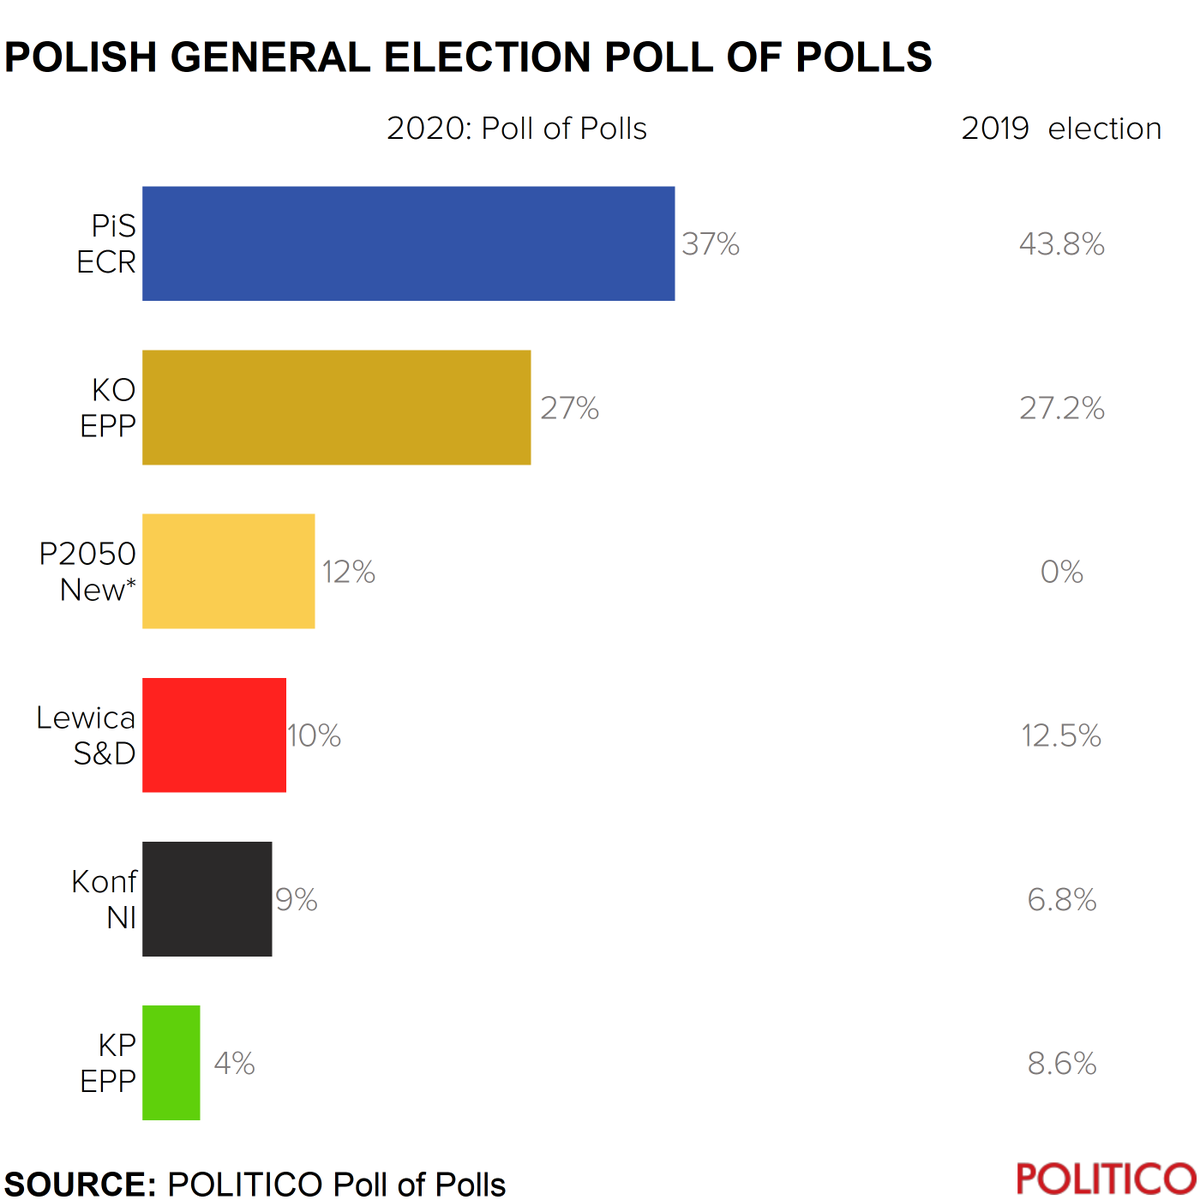 POLISH GENERAL ELECTION POLL OF POLLS
2020: Poll of Polls 2019 election
PiS
ECR
37% 43.8%
KO
EPP
27% 27.2%
P2050
New*
12% 0%
Lewica
S&D
10% 12.5%
Konf
NI
9% 6.8%
KP
EPP
4% 8.6%
SOURCE: POLITICO Poll of Polls
POLITICO